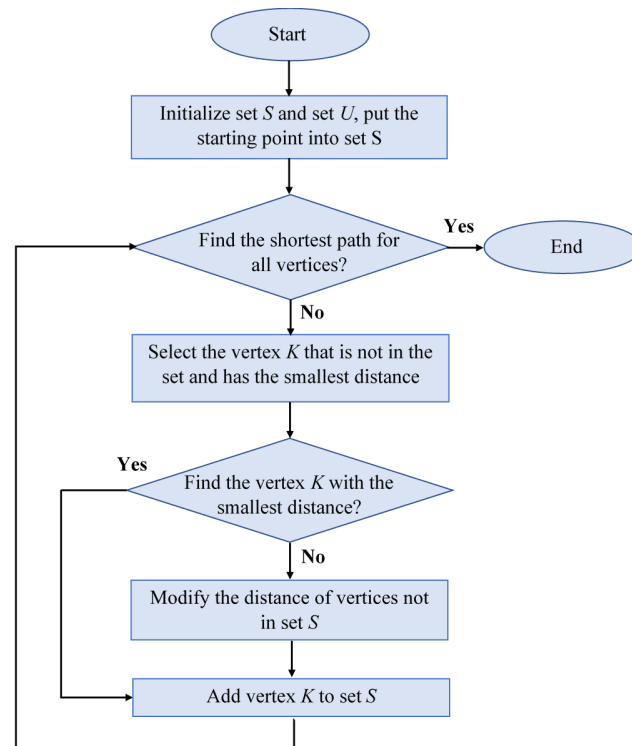 Start
Initialize set S and set U, put the
starting point into set S
Find the shortest path for
all vertices?
Yes
End
No
Select the vertex K that is not in the
set and has the smallest distance
Yes
Find the vertex K with the
smallest distance?
No
Modify the distance of vertices not
in set S
Add vertex K to set S